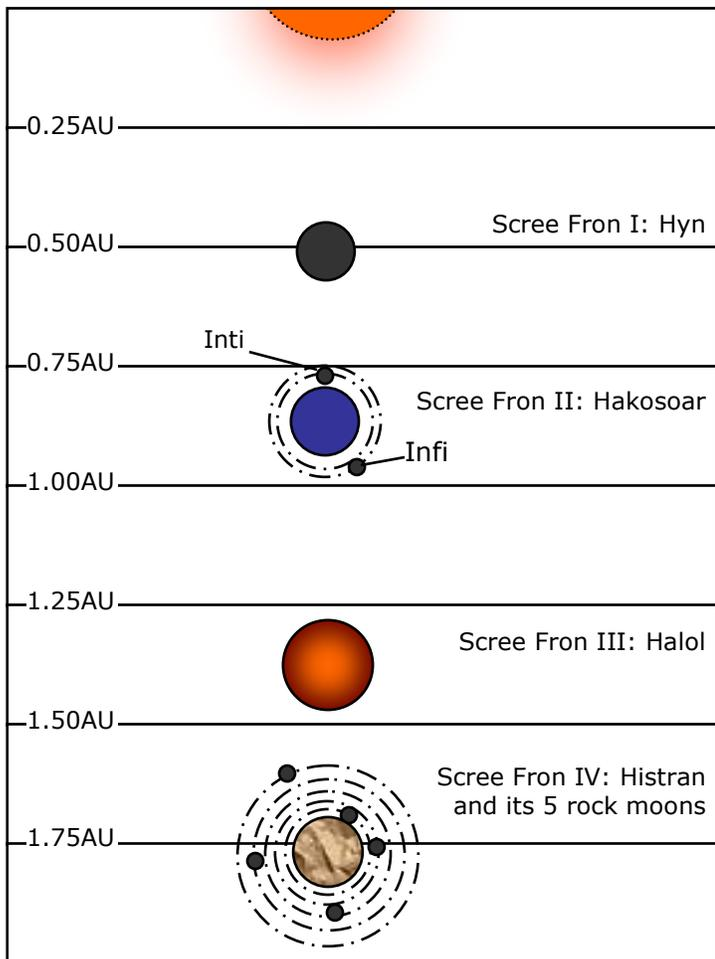 0.25AU
Scree Fron I: Hyn
0.50AU
Inti
0.75AU
Scree Fron II: Hakosoar
Infi
1.00AU
1.25AU
Scree Fron III: Halol
1.50AU
Scree Fron IV: Histran
and its 5 rock moons
1.75AU